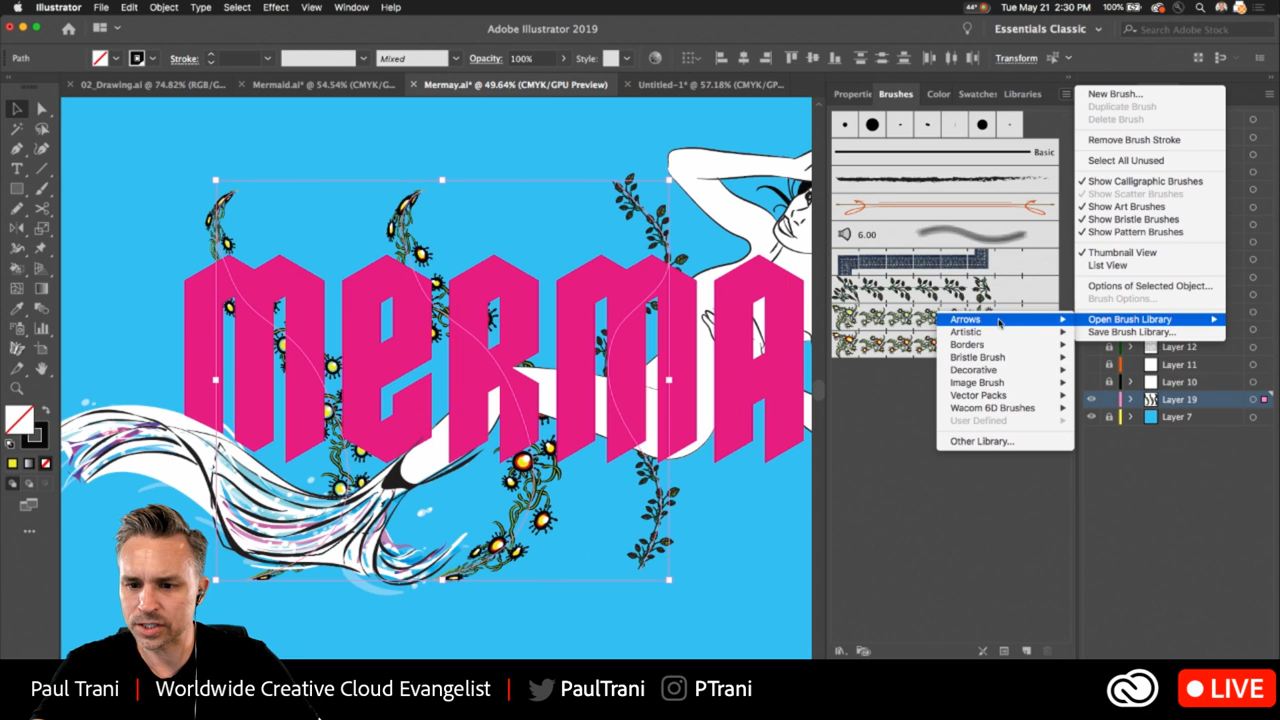 Illustrator File Edit Object Type Select Effect View Window Help
44° Tue May 21 2:30 PM 100%
Adobe Illustrator 2019
Essentials Classic
Search Adobe Stock
Path
Stroke:
Mixed
Opacity: 100%
Style:
Transform
02_Drawing.ai @ 74.82% (RGB/G...
Mermaid.ai* @ 54.54% (CMYK/G...
Mermay.ai* @ 49.64% (CMYK/GPU Preview)
Untitled-1* @ 57.18% (CMYK/GP...
Properti Brushes Color Swatches Libraries
Basic
6.00
New Brush...
Duplicate Brush
Delete Brush
Remove Brush Stroke
Select All Unused
Show Calligraphic Brushes
Show Scatter Brushes
Show Art Brushes
Show Bristle Brushes
Show Pattern Brushes
Thumbnail View
List View
Options of Selected Object...
Brush Options...
Open Brush Library
Save Brush Library...
Arrows
Artistic
Borders
Bristle Brush
Decorative
Image Brush
Vector Packs
Wacom 6D Brushes
User Defined
Other Library...
Layer 12
Layer 11
Layer 10
Layer 19
Layer 7
merma
Paul Trani | Worldwide Creative Cloud Evangelist | PaulTrani PTrani
LIVE